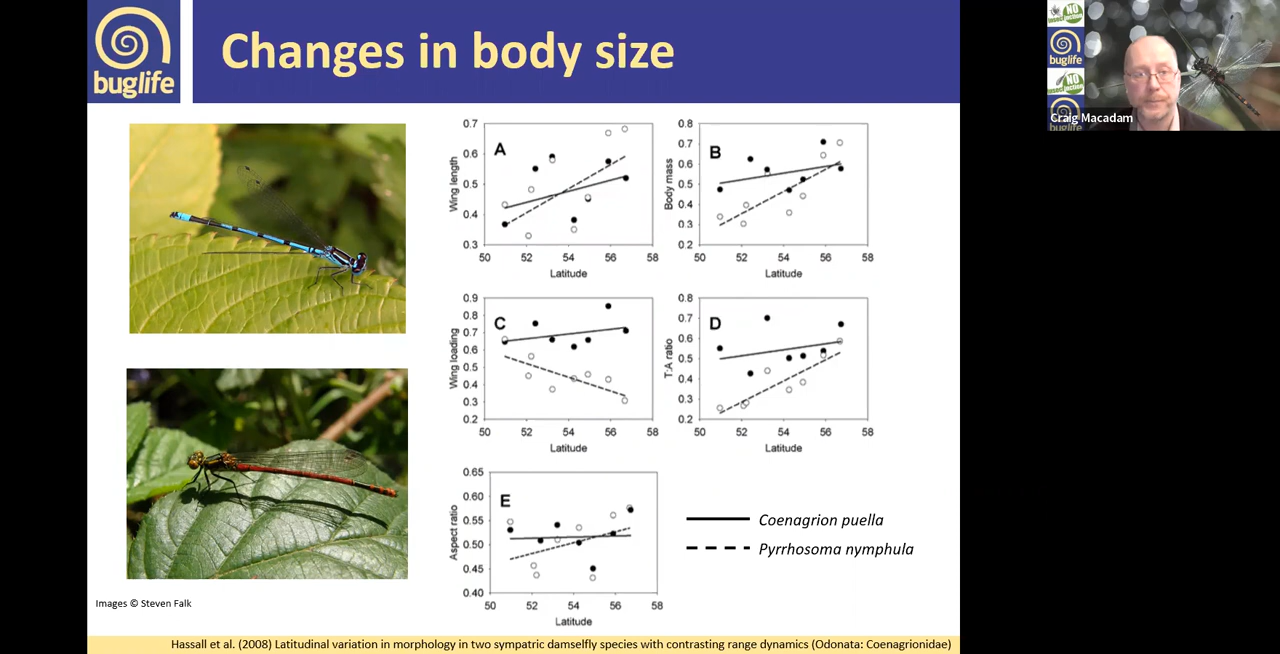 buglife
Changes in body size
A
Wing length
0.7
0.6
0.5
0.4
0.3
50 52 54 56 58
Latitude
B
Body mass
0.8
0.7
0.6
0.5
0.4
0.3
0.2
50 52 54 56 58
Latitude
C
Wing loading
0.9
0.8
0.7
0.6
0.5
0.4
0.3
0.2
50 52 54 56 58
Latitude
D
T:A ratio
0.8
0.7
0.6
0.5
0.4
0.3
0.2
50 52 54 56 58
Latitude
E
Aspect ratio
0.65
0.60
0.55
0.50
0.45
0.40
50 52 54 56 58
Latitude
Coenagrion puella
Pyrrhosoma nymphula
Images © Steven Falk
Hassall et al. (2008) Latitudinal variation in morphology in two sympatric damselfly species with contrasting range dynamics (Odonata: Coenagrionidae)
NO
buglife
NO
Craig Macadam